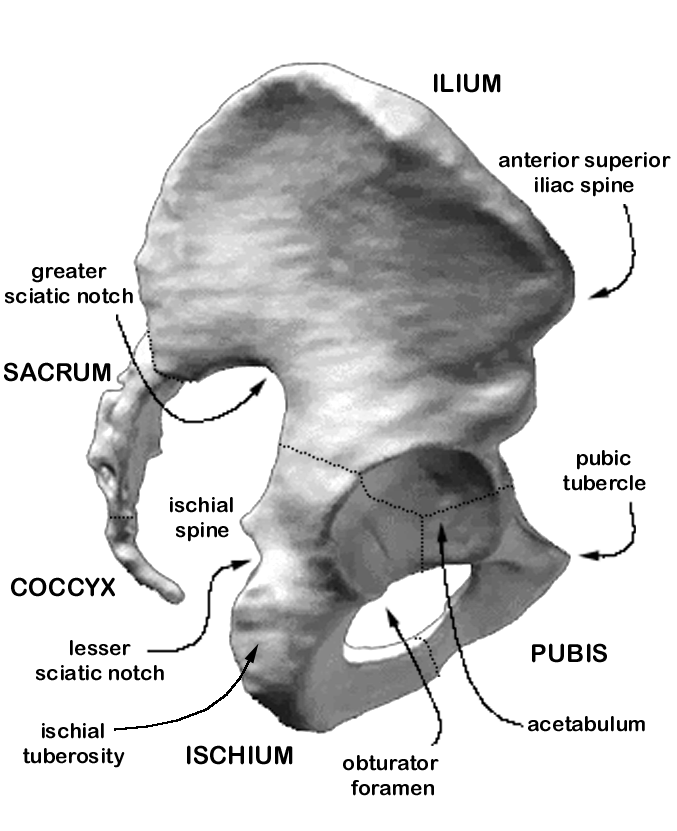 ILIUM
anterior superior
iliac spine
greater
sciatic notch
SACRUM
pubic
tubercle
ischial
spine
COCCYX
lesser
sciatic notch
PUBIS
ischial
tuberosity
acetabulum
ISCHIUM
obturator
foramen